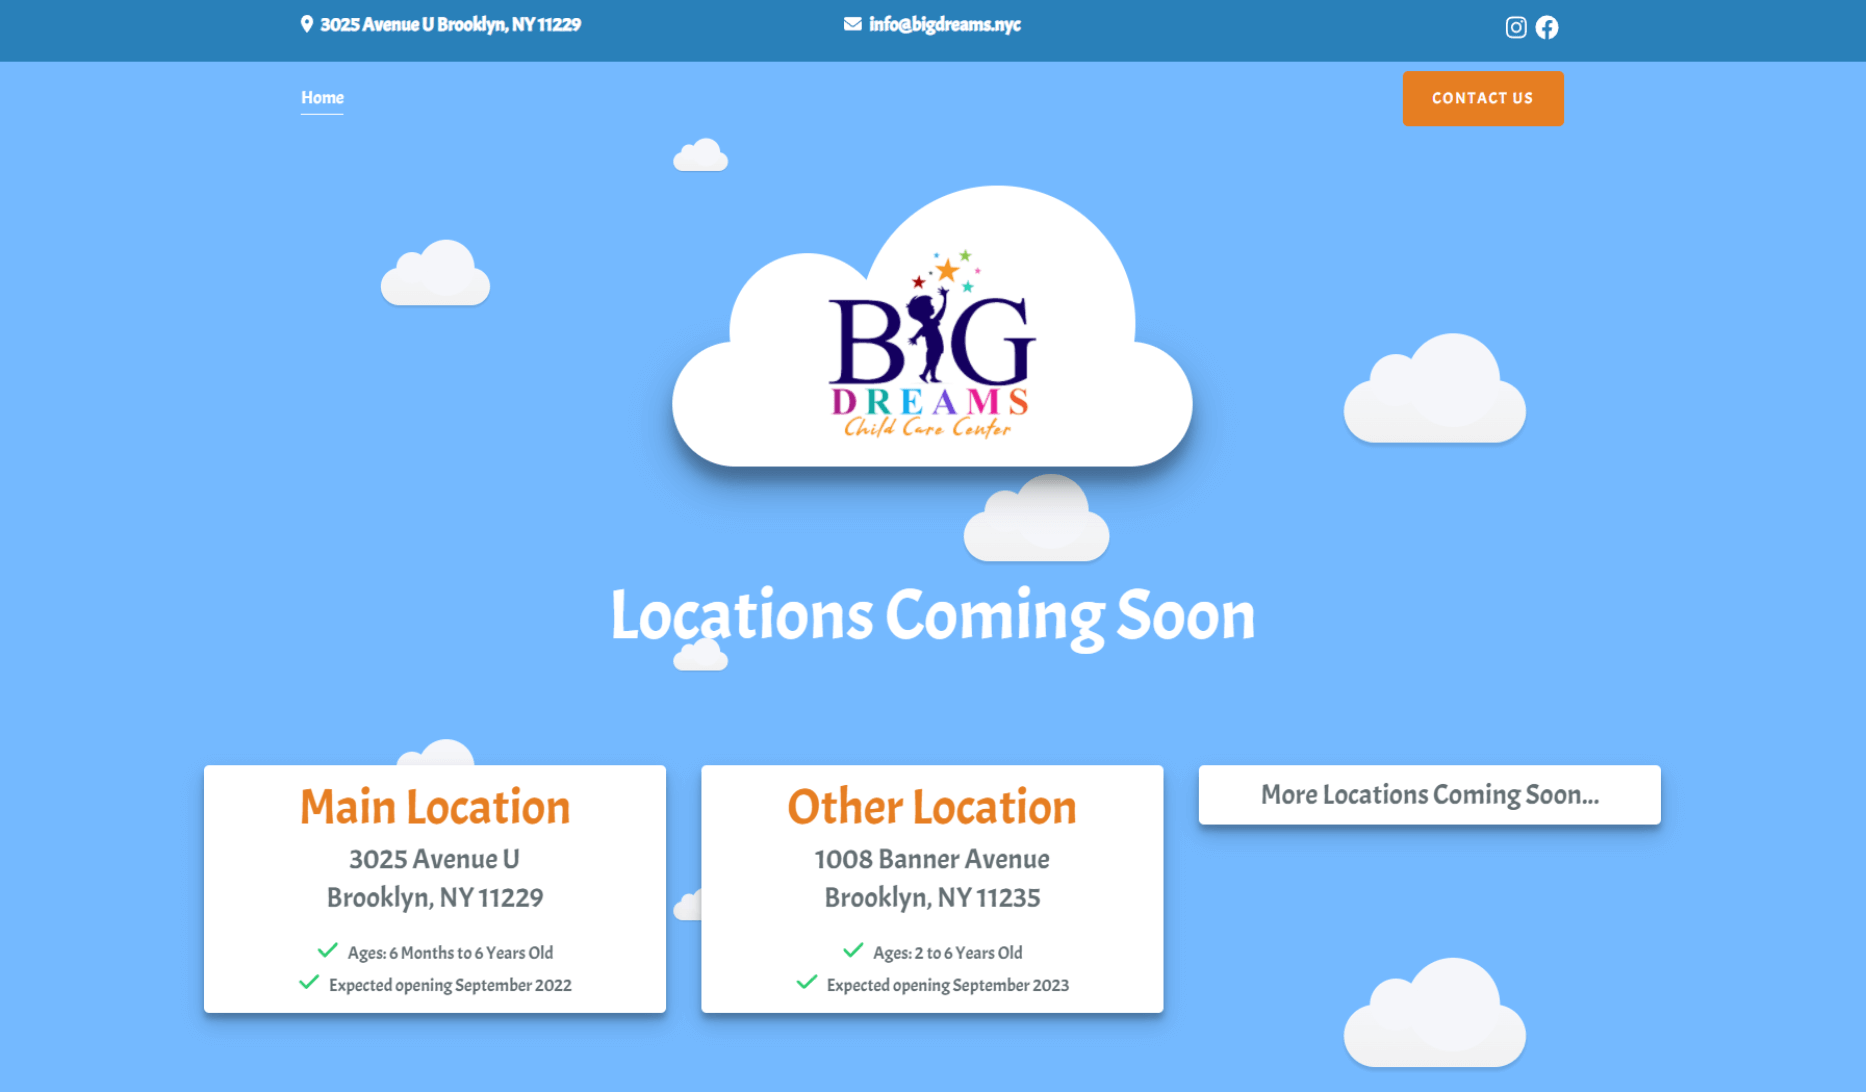 3025 Avenue U Brooklyn, NY 11229
info@bigdreams.nyc
Home
CONTACT US
BIG
DREAMS
Child Care Center
Locations Coming Soon
Main Location
3025 Avenue U
Brooklyn, NY 11229
Ages: 6 Months to 6 Years Old
Expected opening September 2022
Other Location
1008 Banner Avenue
Brooklyn, NY 11235
Ages: 2 to 6 Years Old
Expected opening September 2023
More Locations Coming Soon...